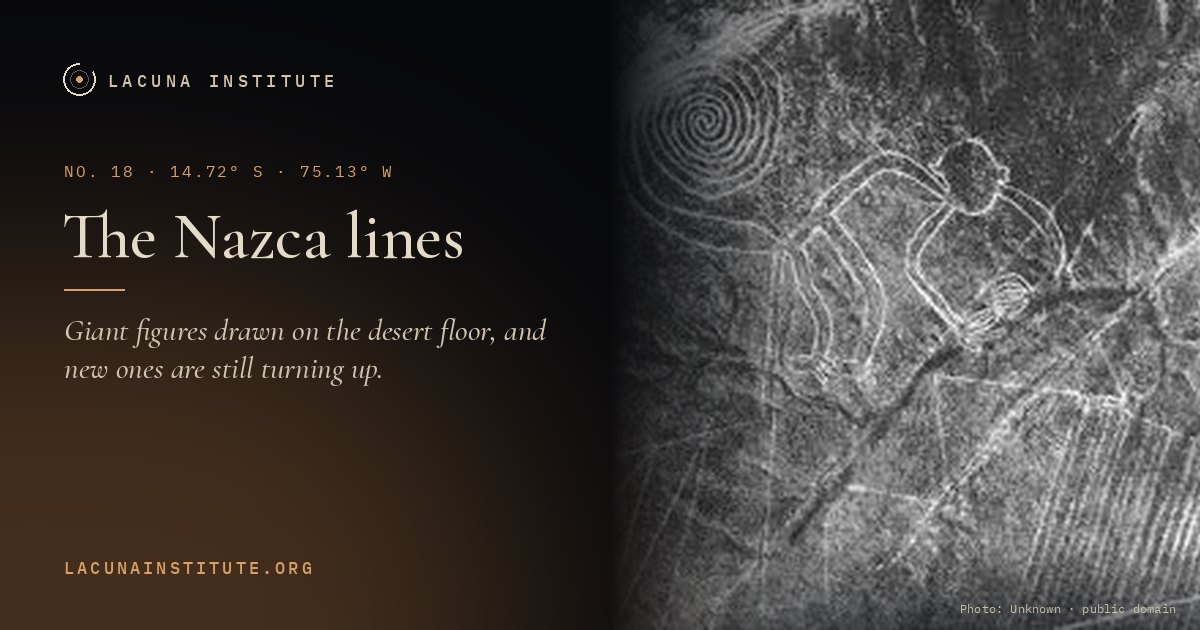 LACUNA INSTITUTE
NO. 18 · 14.72° S · 75.13° W
The Nazca lines
Giant figures drawn on the desert floor, and
new ones are still turning up.
LACUNAINSTITUTE.ORG
Photo: Unknown · public domain